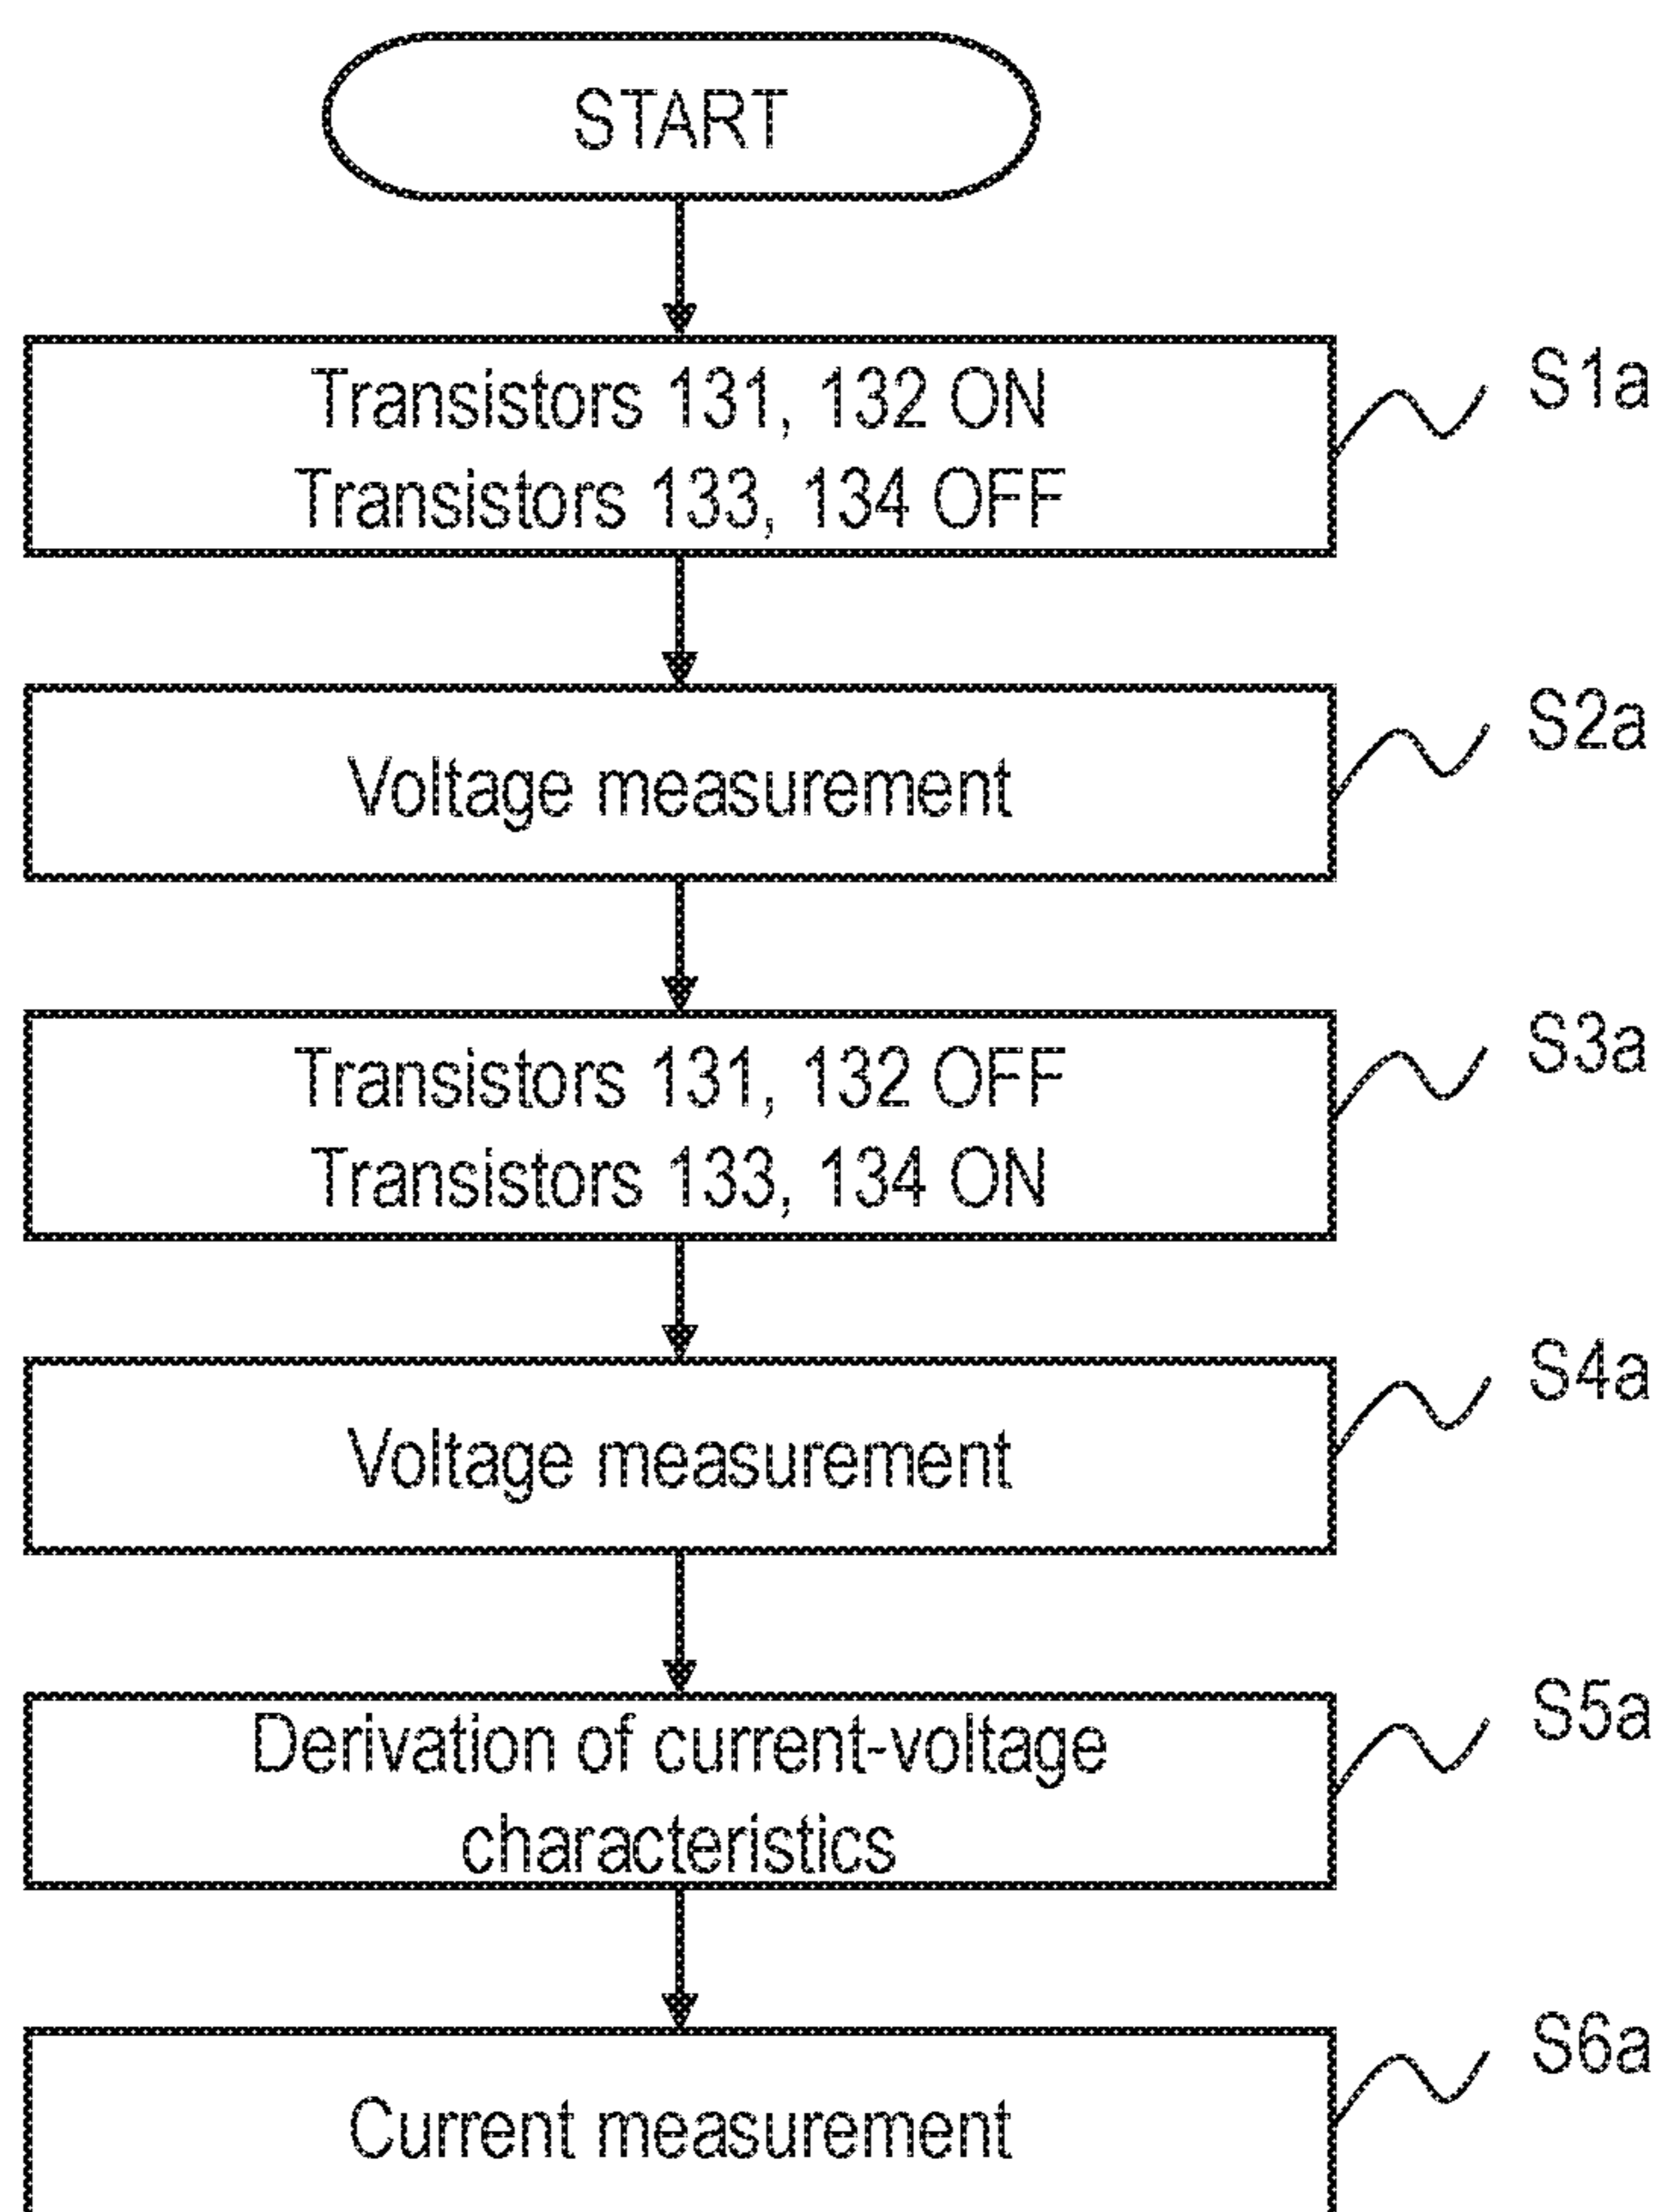 START
Transistors 131, 132 ON
Transistors 133, 134 OFF
S1a
Voltage measurement
S2a
Transistors 131, 132 OFF
Transistors 133, 134 ON
S3a
Voltage measurement
S4a
Derivation of current-voltage
characteristics
S5a
Current measurement
S6a